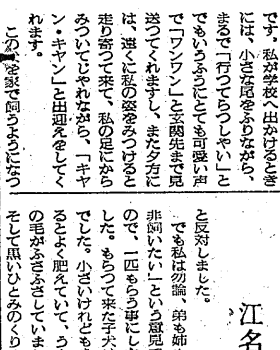 です。私が学校へ出かけるとき
には、小さな尾をふりながら、
まるで「行つてらつしやい」と
でもいうふうにとても可愛い声
で「ワンワン」と玄関先まで見
送つてくれますし、また夕方に
は、遠くに私の姿をみつけると
走り寄つて来て、私の足にから
みついてじやれながら、「キヤ
ン・キヤン」と出迎えをしてく
れます。
この を家で飼うようになつ
江名
と反対しました。
でも私は勿論、弟も姉
非飼いたい」という意見で
ので、一匹もらう事にし
した。もらつて来た子犬
でした。小さいけれども
るとよく肥えていて、う
の毛がふさふさしていま
そして黒いひとみのくり